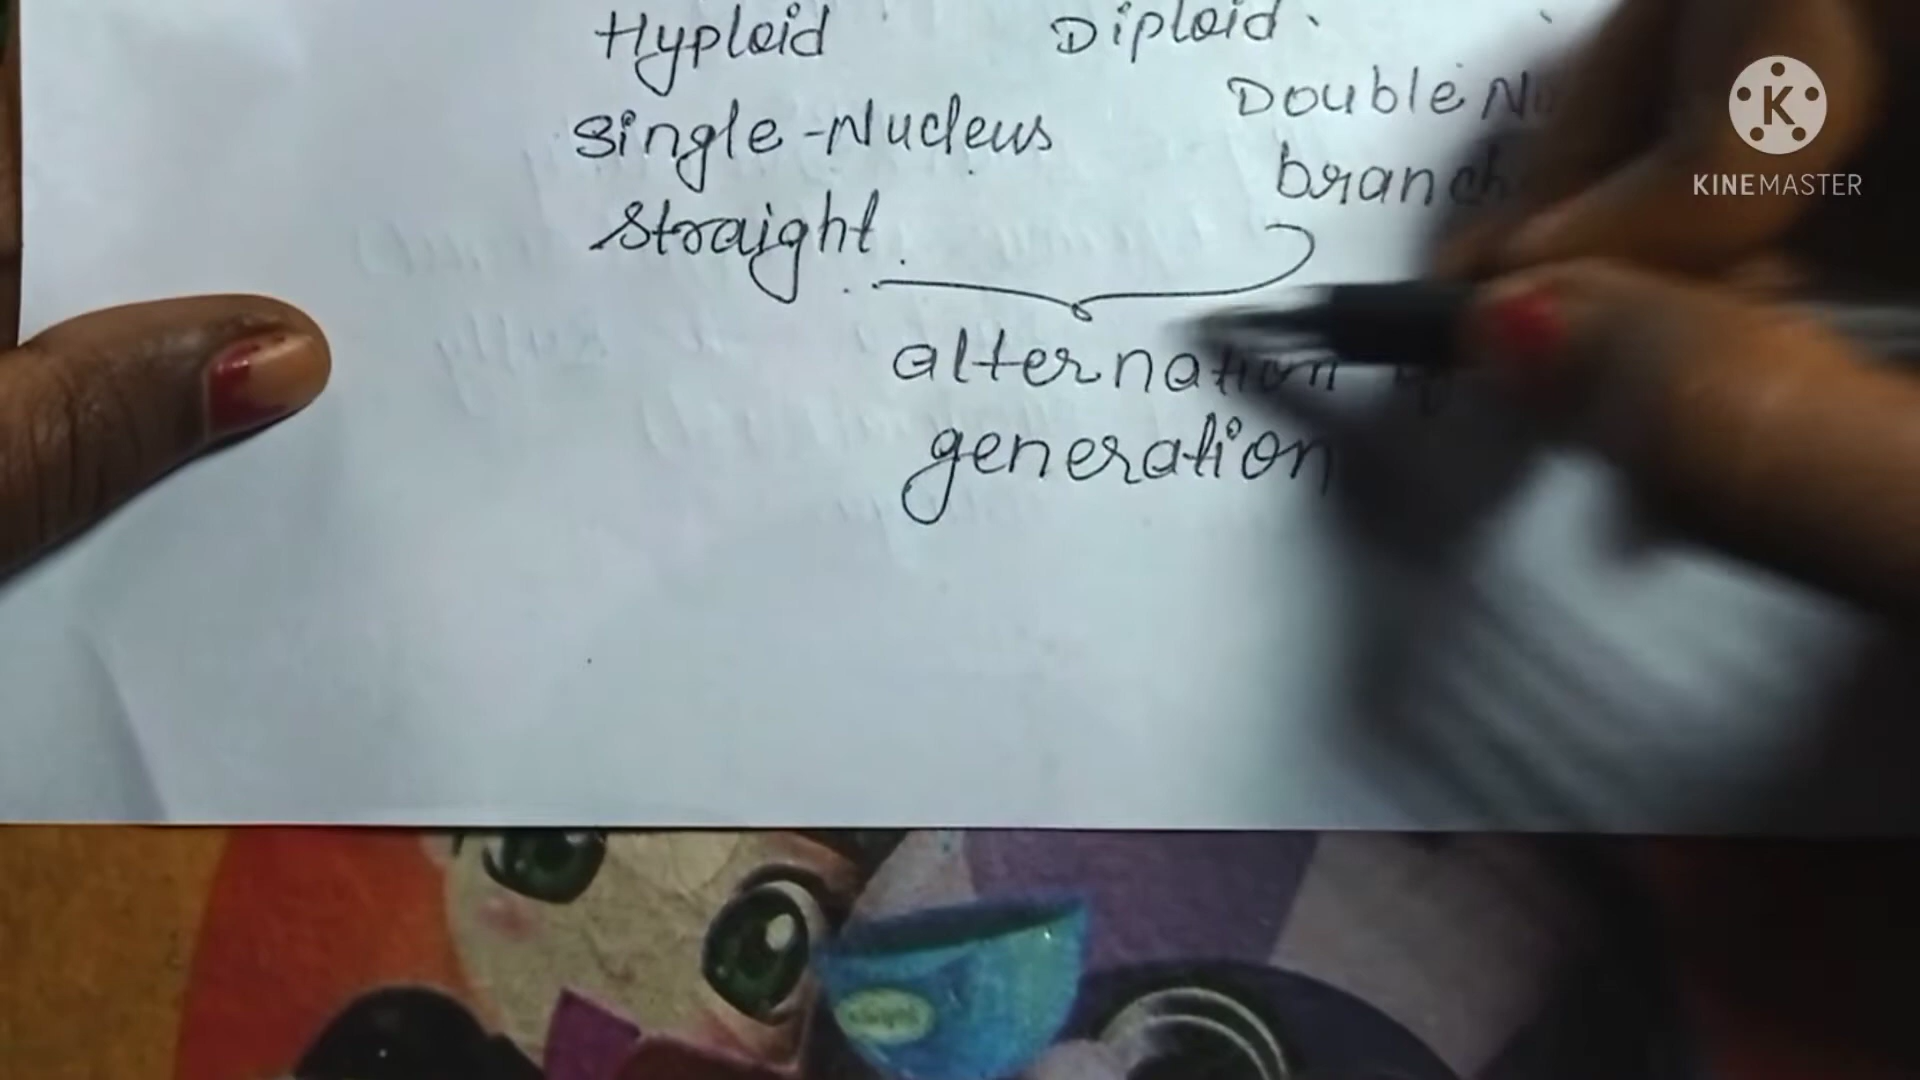 Hyploid Diploid.
Double
Single-Nucleus
branch
Straight.
alternation
generation
K
KINEMASTER